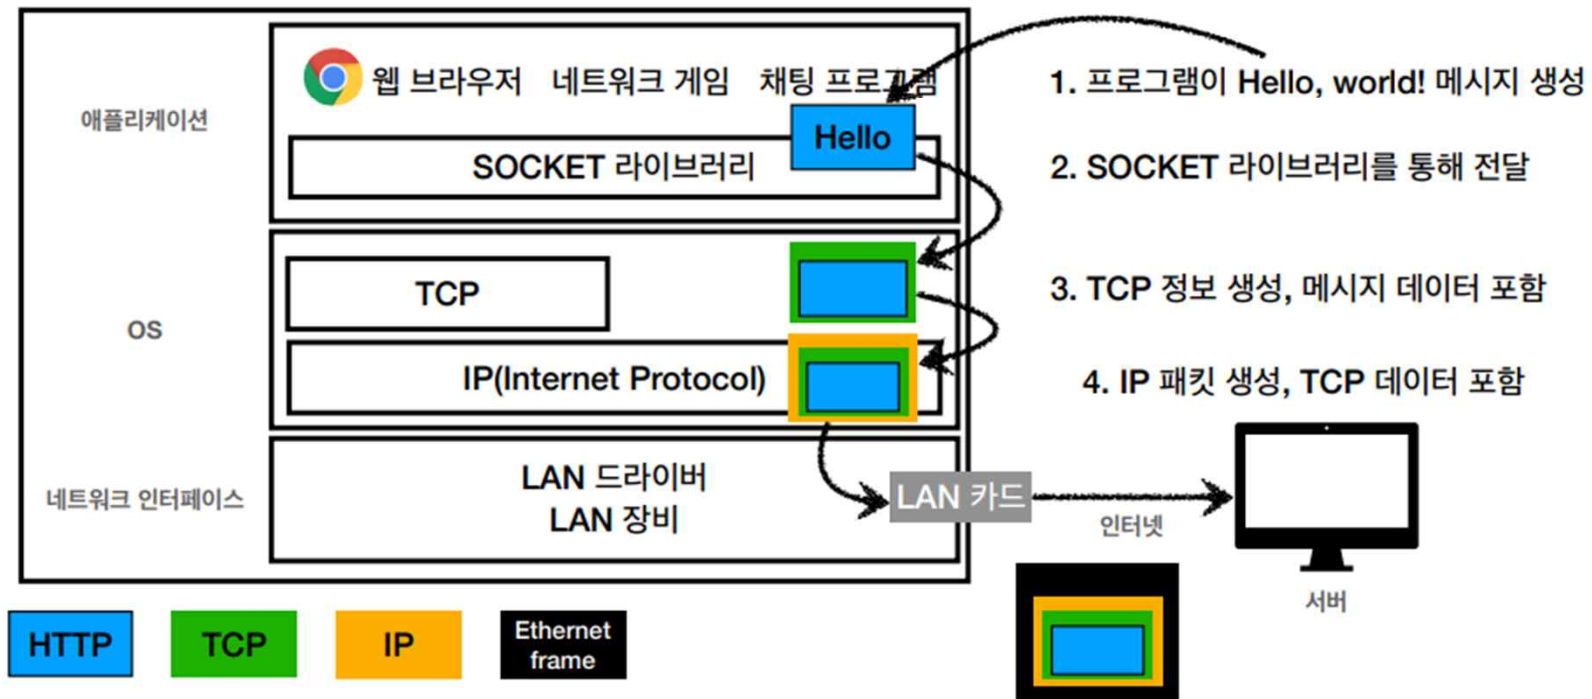 애플리케이션
웹 브라우저 네트워크 게임 채팅 프로그램
Hello
SOCKET 라이브러리
OS
TCP
IP(Internet Protocol)
네트워크 인터페이스
LAN 드라이버
LAN 장비
LAN 카드
인터넷
서버
1. 프로그램이 Hello, world! 메시지 생성
2. SOCKET 라이브러리를 통해 전달
3. TCP 정보 생성, 메시지 데이터 포함
4. IP 패킷 생성, TCP 데이터 포함
HTTP
TCP
IP
Ethernet
frame